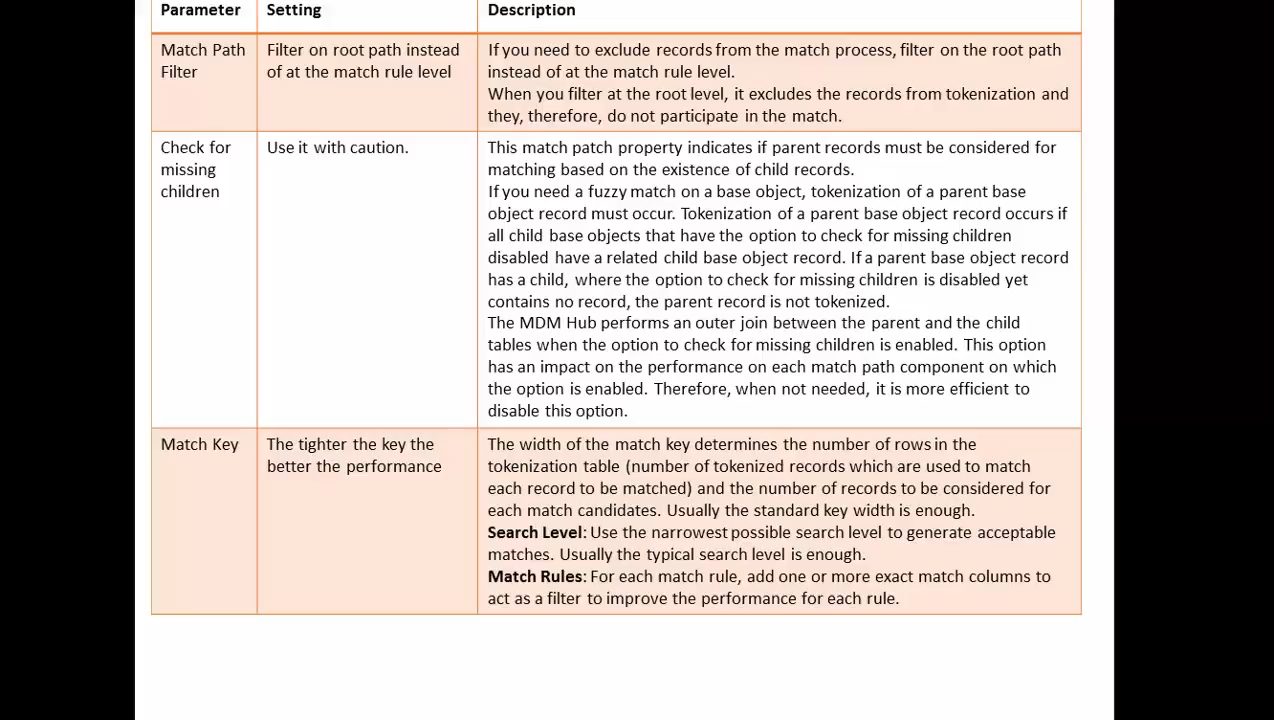 Parameter Setting Description
Match Path Filter on root path instead If you need to exclude records from the match process, filter on the root path
Filter of at the match rule level instead of at the match rule level.
When you filter at the root level, it excludes the records from tokenization and
they, therefore, do not participate in the match.
Check for Use it with caution. This match patch property indicates if parent records must be considered for
missing matching based on the existence of child records.
children If you need a fuzzy match on a base object, tokenization of a parent base
object record must occur. Tokenization of a parent base object record occurs if
all child base objects that have the option to check for missing children
disabled have a related child base object record. If a parent base object record
has a child, where the option to check for missing children is disabled yet
contains no record, the parent record is not tokenized.
The MDM Hub performs an outer join between the parent and the child
tables when the option to check for missing children is enabled. This option
has an impact on the performance on each match path component on which
the option is enabled. Therefore, when not needed, it is more efficient to
disable this option.
Match Key The tighter the key the The width of the match key determines the number of rows in the
better the performance tokenization table (number of tokenized records which are used to match
each record to be matched) and the number of records to be considered for
each match candidates. Usually the standard key width is enough.
Search Level: Use the narrowest possible search level to generate acceptable
matches. Usually the typical search level is enough.
Match Rules: For each match rule, add one or more exact match columns to
act as a filter to improve the performance for each rule.